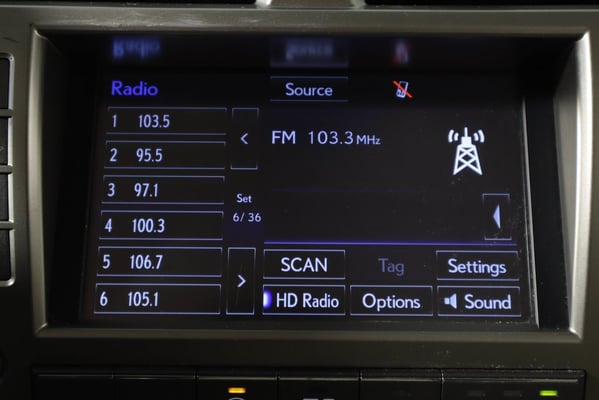 Radio
Source
1 103.5
2 95.5
3 97.1
4 100.3
5 106.7
6 105.1
<
Set
6/36
>
FM 103.3 MHz
SCAN
Tag
Settings
HD Radio
Options
Sound